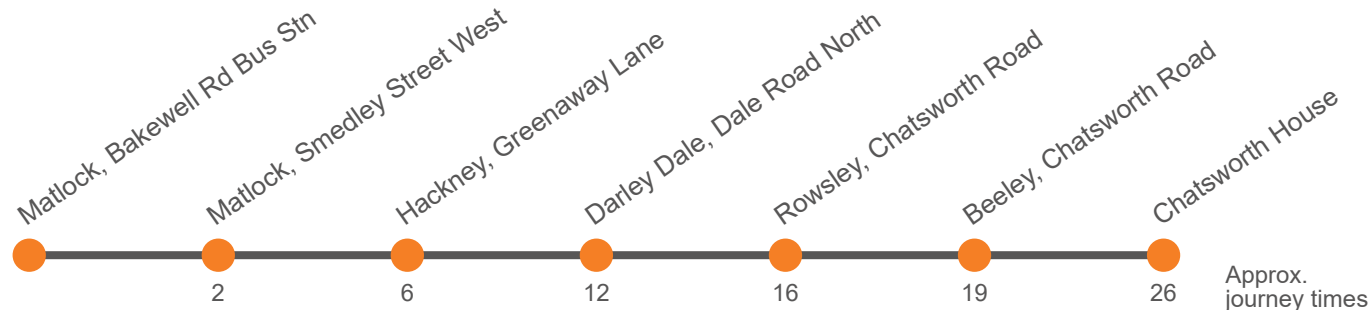 Matlock, Bakewell Rd Bus Stn
Matlock, Smedley Street West
Hackney, Greenaway Lane
Darley Dale, Dale Road North
Rowsley, Chatsworth Road
Beeley, Chatsworth Road
Chatsworth House
2
6
12
16
19
26
Approx.
journey times